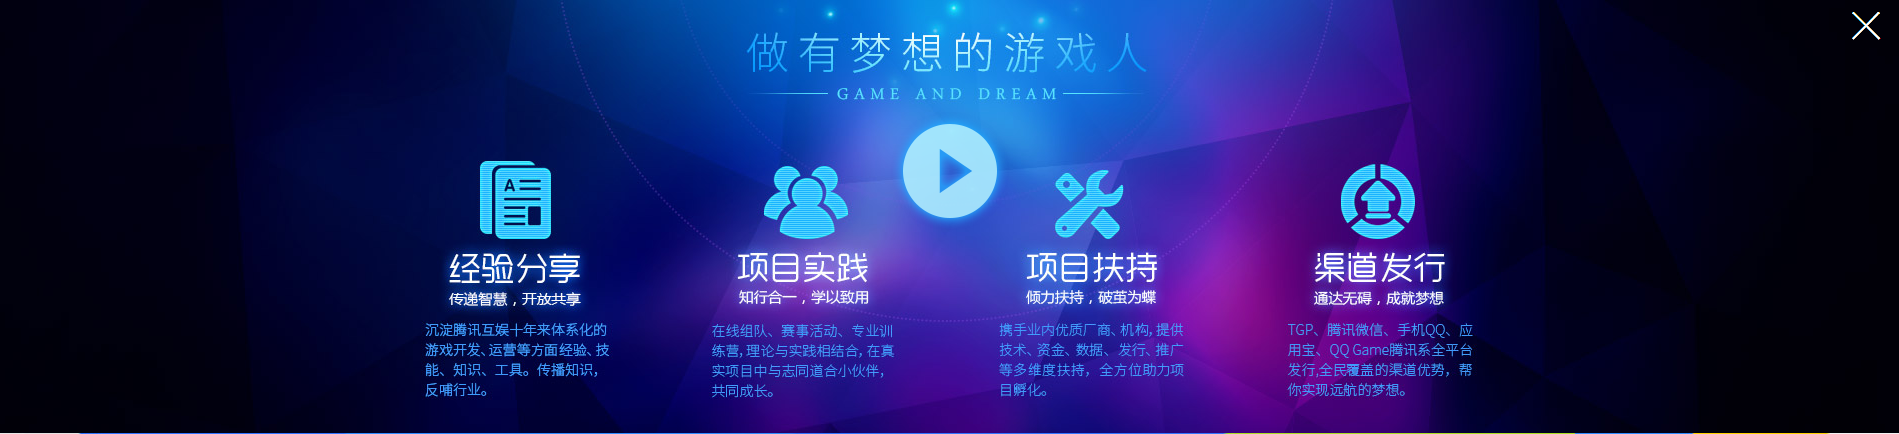 做有梦想的游戏人
GAME AND DREAM
A
经验分享
传递智慧，开放共享
沉淀腾讯互娱十年来体系化的
游戏开发、运营等方面经验、技
能、知识、工具。传播知识，
反哺行业。
项目实践
知行合一，学以致用
在线组队、赛事活动、专业训
练营，理论与实践相结合，在真
实项目中与志同道合小伙伴，
共同成长。
项目扶持
倾力扶持，破茧为蝶
携手业内优质厂商、机构，提供
技术、资金、数据、发行、推广
等多维度扶持，全方位助力项
目孵化。
渠道发行
通达无碍，成就梦想
TGP、腾讯微信、手机QQ、应
用宝、QQ Game腾讯系全平台
发行,全民覆盖的渠道优势，帮
你实现远航的梦想。